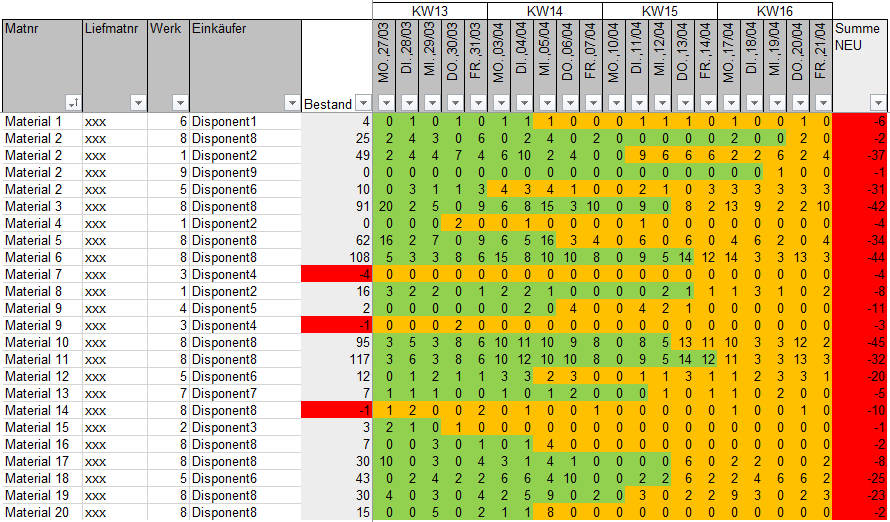 KW13 KW14 KW15 KW16
Matnr Liefmatnr Werk Einkäufer Bestand MO.,27/03 DI.,28/03 MI.,29/03 DO.,30/03 FR.,31/03 MO.,03/04 DI.,04/04 MI.,05/04 DO.,06/04 FR.,07/04 MO.,10/04 DI.,11/04 MI.,12/04 DO.,13/04 FR.,14/04 MO.,17/04 DI.,18/04 MI.,19/04 DO.,20/04 FR.,21/04 Summe NEU
Material 1 xxx 6 Disponent1 4 0 1 0 1 0 1 1 1 0 0 0 1 1 1 0 1 0 0 1 0 -6
Material 2 xxx 8 Disponent8 25 2 4 3 0 6 0 2 4 0 2 0 0 0 0 0 2 0 0 2 0 -2
Material 2 xxx 1 Disponent2 49 2 4 4 7 4 6 10 2 4 0 0 9 6 6 6 2 2 6 2 4 -37
Material 2 xxx 9 Disponent9 0 0 0 0 0 0 0 0 0 0 0 0 0 0 0 0 0 0 1 0 0 -1
Material 2 xxx 5 Disponent6 10 0 3 1 1 3 4 3 4 1 0 0 2 1 0 3 3 3 3 3 3 -31
Material 3 xxx 8 Disponent8 91 20 2 5 0 9 6 8 15 3 10 0 9 0 8 2 13 9 2 2 10 -42
Material 4 xxx 1 Disponent2 0 0 0 0 2 0 0 1 0 0 0 0 1 0 0 0 0 0 0 0 0 -4
Material 5 xxx 8 Disponent8 62 16 2 7 0 9 6 5 16 3 4 0 6 0 6 0 4 6 2 0 4 -34
Material 6 xxx 8 Disponent8 108 5 3 3 8 6 15 8 10 10 8 0 9 5 14 12 14 3 3 13 3 -44
Material 7 xxx 3 Disponent4 -4 0 0 0 0 0 0 0 0 0 0 0 0 0 0 0 0 0 0 0 0 -4
Material 8 xxx 1 Disponent2 16 3 2 2 0 1 2 2 1 0 0 0 0 2 1 1 1 3 1 0 2 -8
Material 9 xxx 4 Disponent5 2 0 0 0 0 0 0 2 0 4 0 0 4 2 1 0 0 0 0 0 0 -11
Material 9 xxx 3 Disponent4 -1 0 0 0 2 0 0 0 0 0 0 0 0 0 0 0 0 0 0 0 0 -3
Material 10 xxx 8 Disponent8 95 3 5 3 8 6 10 11 10 9 8 0 8 5 13 11 10 3 3 12 2 -45
Material 11 xxx 8 Disponent8 117 3 6 3 8 6 10 12 10 10 8 0 9 5 14 12 11 3 3 13 3 -32
Material 12 xxx 5 Disponent6 12 0 1 2 1 1 3 3 2 3 0 0 1 1 3 1 1 2 3 3 1 -20
Material 13 xxx 7 Disponent7 7 1 1 1 0 1 0 1 0 2 0 0 0 1 0 1 1 0 0 2 0 -5
Material 14 xxx 8 Disponent8 -1 1 2 0 0 2 0 1 0 0 1 0 0 0 0 0 1 0 0 1 0 -10
Material 15 xxx 2 Disponent3 3 2 1 0 1 0 0 0 0 0 0 0 0 0 0 0 0 0 0 0 0 -1
Material 16 xxx 8 Disponent8 7 0 0 3 0 1 0 1 4 0 0 0 0 0 0 0 0 0 0 0 0 -2
Material 17 xxx 8 Disponent8 30 10 0 3 0 4 3 1 4 1 0 0 0 0 6 0 2 2 0 0 2 -8
Material 18 xxx 5 Disponent6 43 0 2 4 2 2 6 6 4 10 0 0 2 2 6 2 8 6 2 2 2 -25
Material 19 xxx 8 Disponent8 30 4 0 3 0 4 2 5 9 0 2 0 3 0 2 2 9 3 0 2 3 -23
Material 20 xxx 8 Disponent8 15 0 0 5 0 2 1 1 8 0 0 0 0 0 0 0 0 0 0 0 0 -2